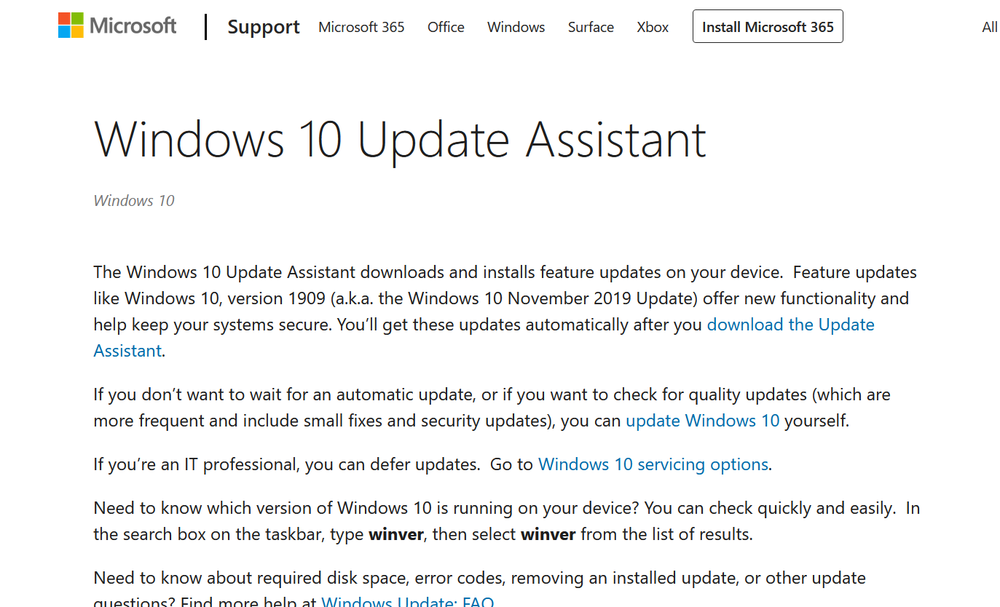 Microsoft | Support Microsoft 365 Office Windows Surface Xbox Install Microsoft 365 All
Windows 10 Update Assistant
Windows 10
The Windows 10 Update Assistant downloads and installs feature updates on your device.  Feature updates
like Windows 10, version 1909 (a.k.a. the Windows 10 November 2019 Update) offer new functionality and
help keep your systems secure. You’ll get these updates automatically after you download the Update
Assistant.
If you don’t want to wait for an automatic update, or if you want to check for quality updates (which are
more frequent and include small fixes and security updates), you can update Windows 10 yourself.
If you’re an IT professional, you can defer updates.  Go to Windows 10 servicing options.
Need to know which version of Windows 10 is running on your device? You can check quickly and easily.  In
the search box on the taskbar, type winver, then select winver from the list of results.
Need to know about required disk space, error codes, removing an installed update, or other update
questions? Find more help at Windows Update: FAQ